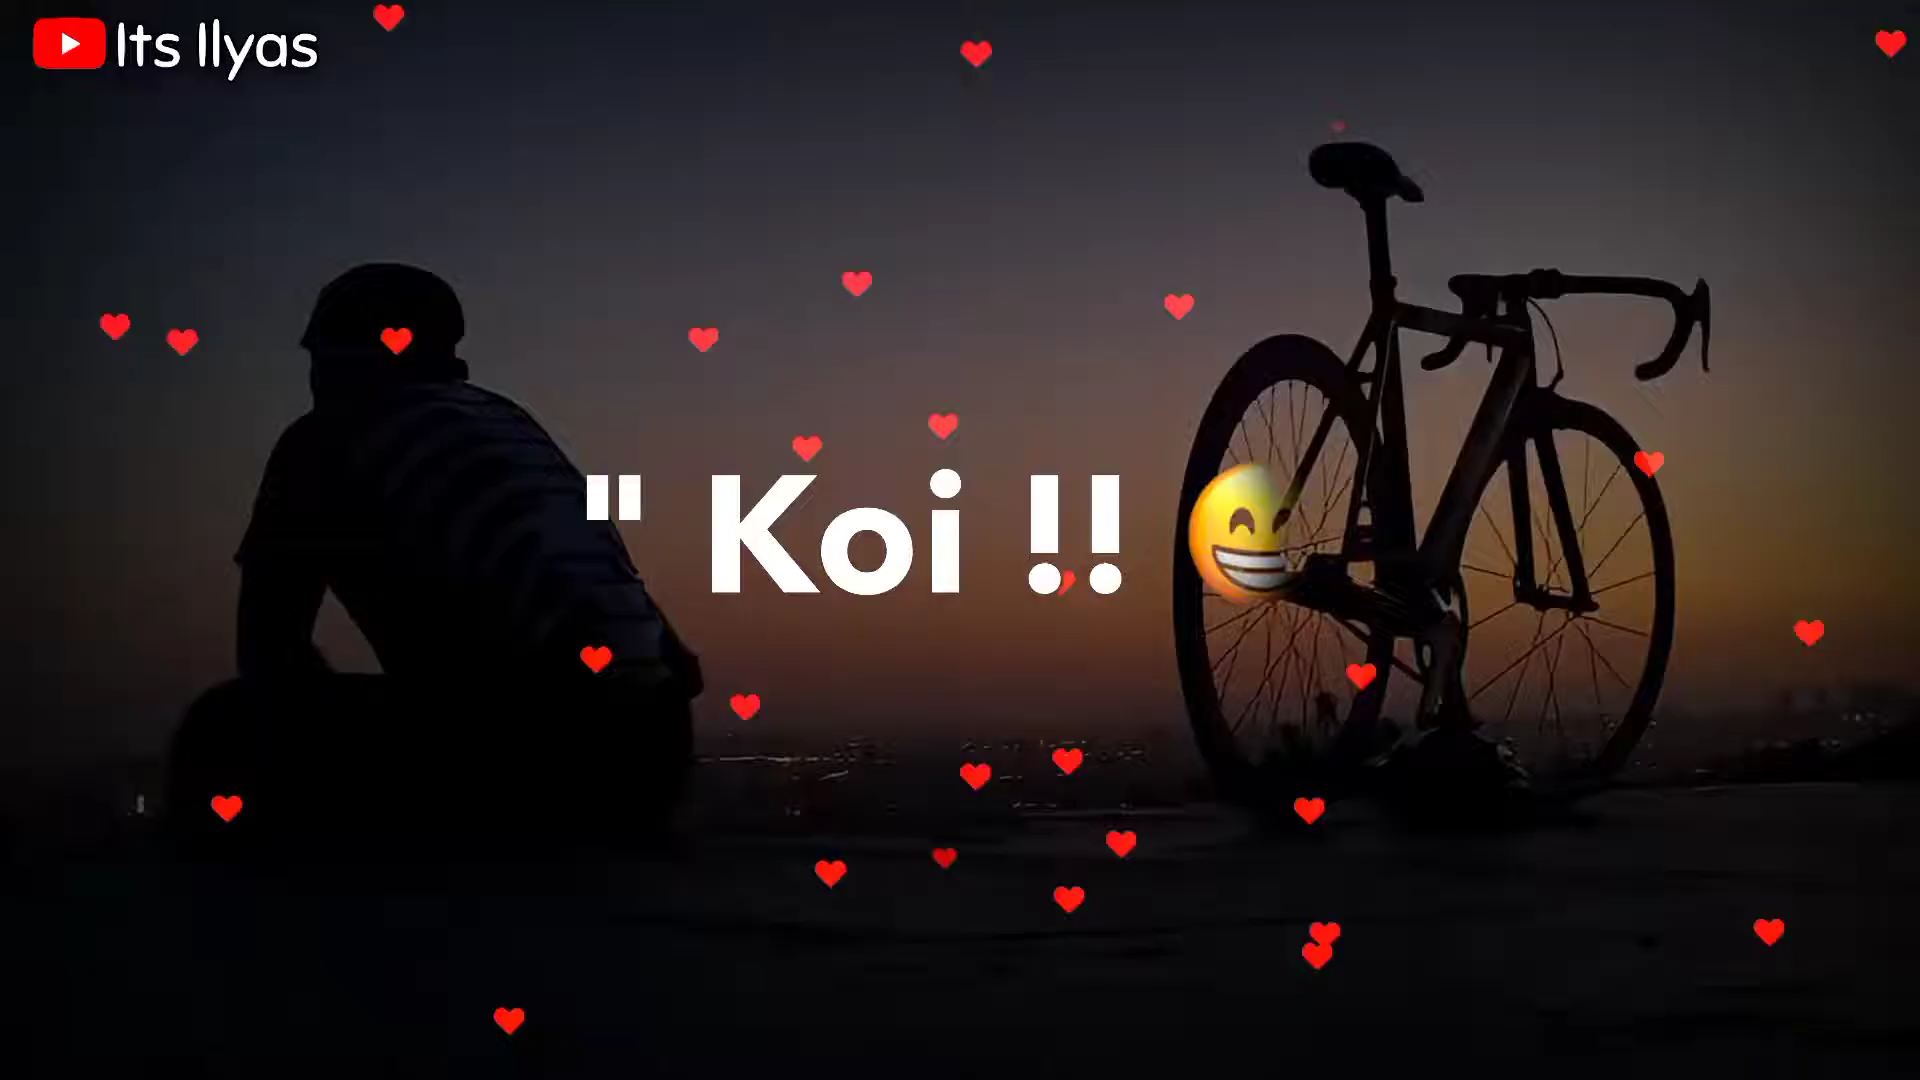 Its Ilyas
" Koi !! 😁